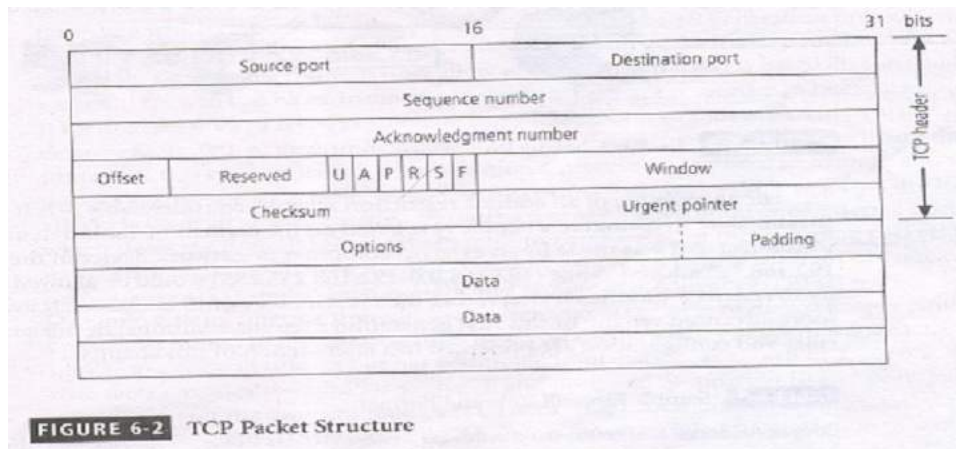 0 16 31 bits
Source port Destination port
Sequence number
Acknowledgment number
Offset Reserved U A P R S F Window
Checksum Urgent pointer
Options Padding
Data
Data
...
TCP header
FIGURE 6-2 TCP Packet Structure